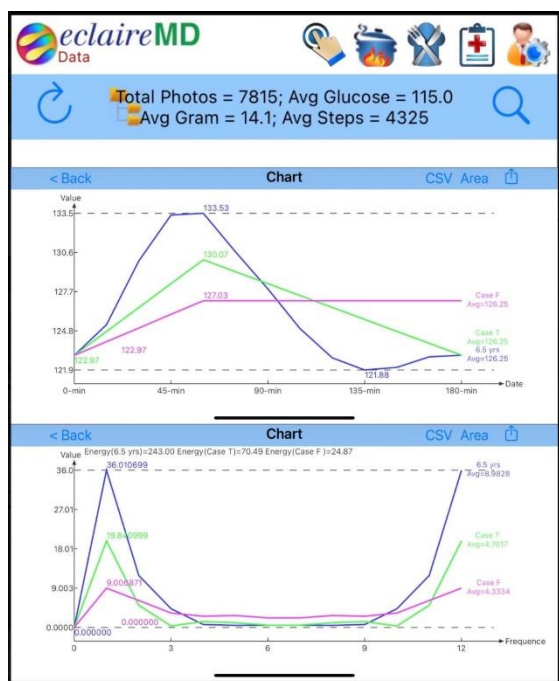 eclaireMD
Data
Total Photos = 7815; Avg Glucose = 115.0
Avg Gram = 14.1; Avg Steps = 4325
< Back Chart CSV Area
Value
133.5
133.53
130.6
130.07
127.7
127.03
Case F
Avg=126.25
124.8
Case T
Avg=126.25
122.97
122.97
6.5 yrs
Avg=126.25
121.9
121.88
0-min 45-min 90-min 135-min 180-min Date
< Back Chart CSV Area
Value Energy(6.5 yrs)=243.00 Energy(Case T)=70.49 Energy(Case F )=24.87
36.0
36.010699
6.5 yrs
Avg=8.9828
27.01
18.01
19.840999
Case T
Avg=4.7017
9.003
9.006871
Case F
Avg=4.3334
0.0000
0.000000
0.000000
0 3 6 9 12 Frequence